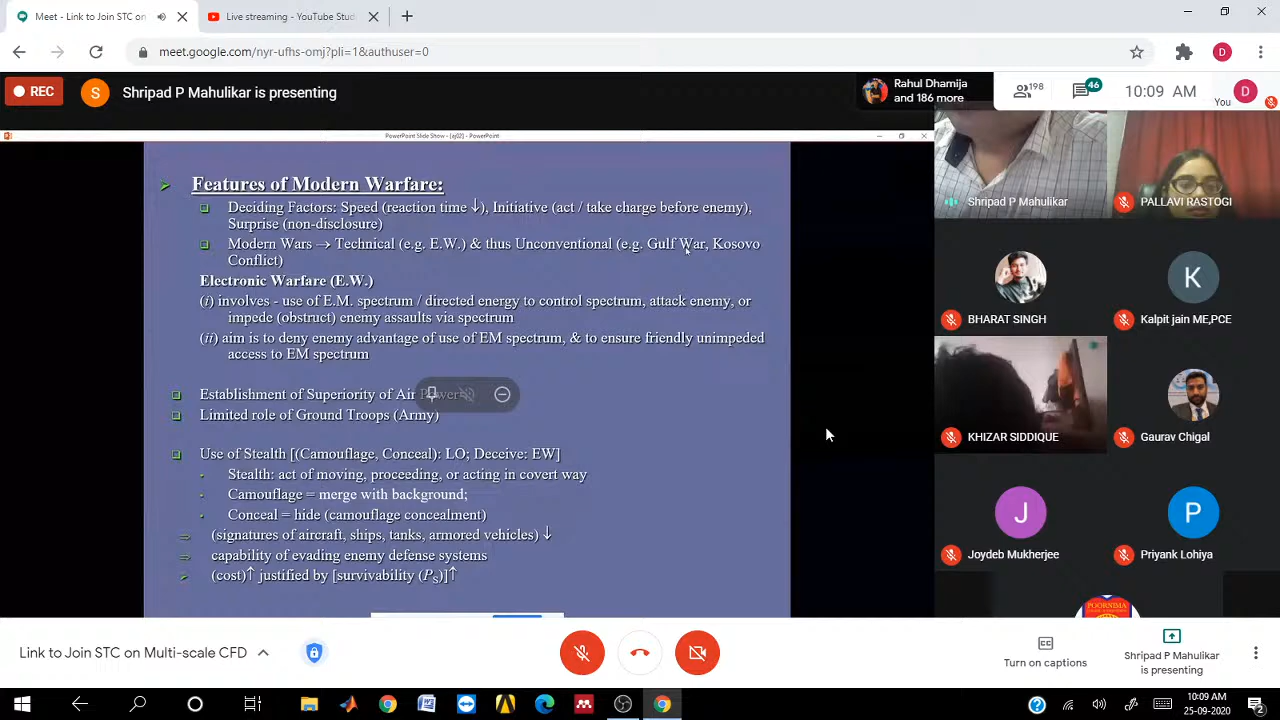 Meet - Link to Join STC on
Live streaming - YouTube Stud
meet.google.com/nyr-ufhs-omj?pli=1&authuser=0
D
REC
S
Shripad P Mahulikar is presenting
Rahul Dhamija
and 186 more
198
46
10:09 AM
You
D
PowerPoint Slide Show - [aj02] - PowerPoint
Features of Modern Warfare:
Deciding Factors: Speed (reaction time ↓), Initiative (act / take charge before enemy),
Surprise (non-disclosure)
Modern Wars → Technical (e.g. E.W.) & thus Unconventional (e.g. Gulf War, Kosovo
Conflict)
Electronic Warfare (E.W.)
(i) involves - use of E.M. spectrum / directed energy to control spectrum, attack enemy, or
impede (obstruct) enemy assaults via spectrum
(ii) aim is to deny enemy advantage of use of EM spectrum, & to ensure friendly unimpeded
access to EM spectrum
Establishment of Superiority of Air Power
Limited role of Ground Troops (Army)
Use of Stealth [(Camouflage, Conceal): LO; Deceive: EW]
Stealth: act of moving, proceeding, or acting in covert way
Camouflage = merge with background;
Conceal = hide (camouflage concealment)
⇒ (signatures of aircraft, ships, tanks, armored vehicles) ↓
⇒ capability of evading enemy defense systems
(cost)↑ justified by [survivability (PS)]↑
Shripad P Mahulikar
PALLAVI RASTOGI
K
BHARAT SINGH
Kalpit jain ME,PCE
KHIZAR SIDDIQUE
Gaurav Chigal
J
P
Joydeb Mukherjee
Priyank Lohiya
POORNIMA
Link to Join STC on Multi-scale CFD
Turn on captions
Shripad P Mahulikar
is presenting
10:09 AM
25-09-2020
2